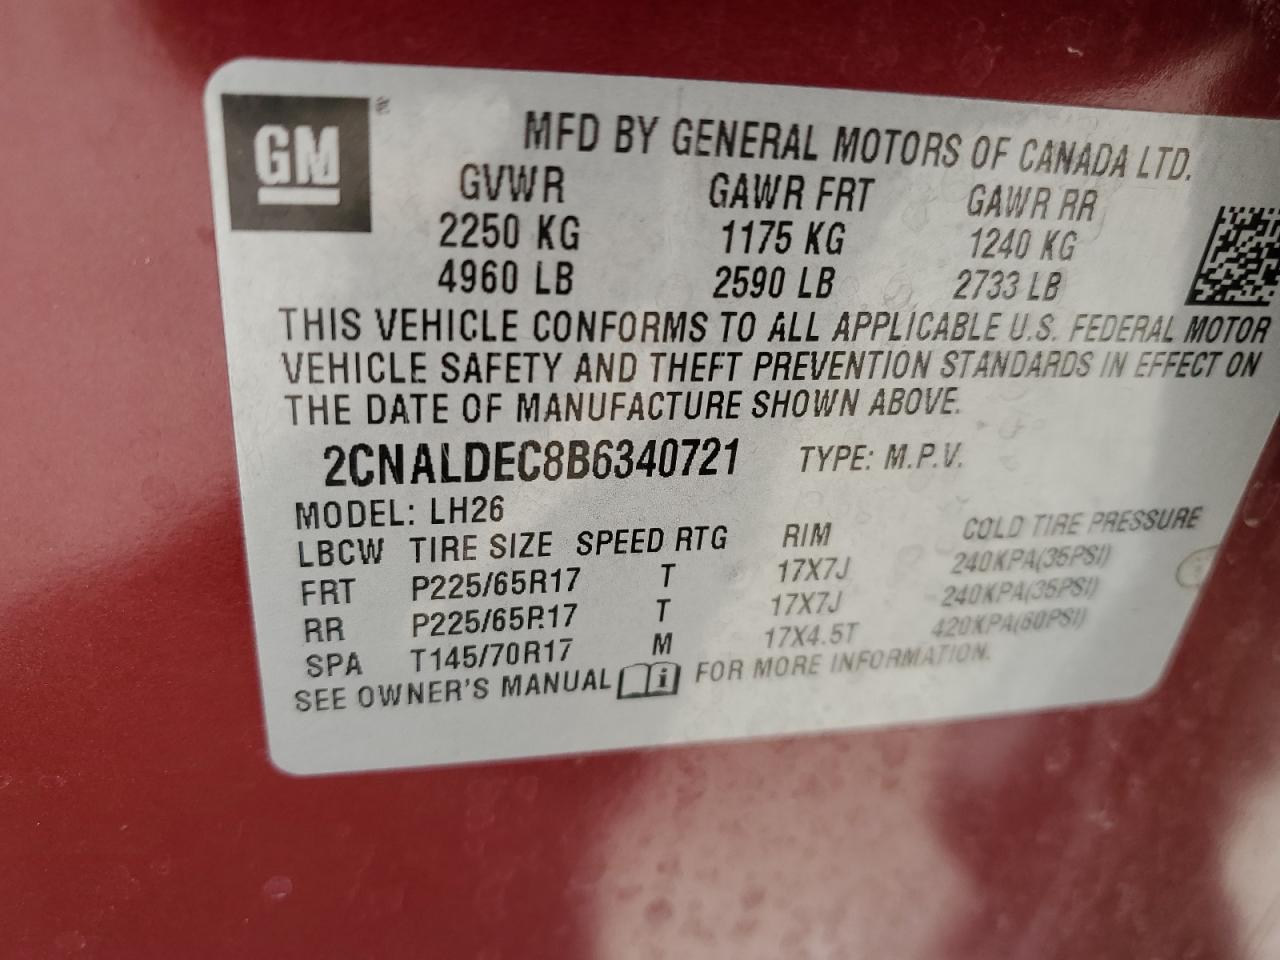 GM ®
MFD BY GENERAL MOTORS OF CANADA LTD.
GVWR GAWR FRT GAWR RR
2250 KG 1175 KG 1240 KG
4960 LB 2590 LB 2733 LB
THIS VEHICLE CONFORMS TO ALL APPLICABLE U.S. FEDERAL MOTOR
VEHICLE SAFETY AND THEFT PREVENTION STANDARDS IN EFFECT ON
THE DATE OF MANUFACTURE SHOWN ABOVE.
2CNALDEC8B6340721 TYPE: M.P.V.
MODEL: LH26
LBCW TIRE SIZE SPEED RTG RIM COLD TIRE PRESSURE
FRT P225/65R17 T 17X7J 240KPA(35PSI)
RR P225/65R17 T 17X7J 240KPA(35PSI)
SPA T145/70R17 M 17X4.5T 420KPA(60PSI)
SEE OWNER'S MANUAL i FOR MORE INFORMATION.